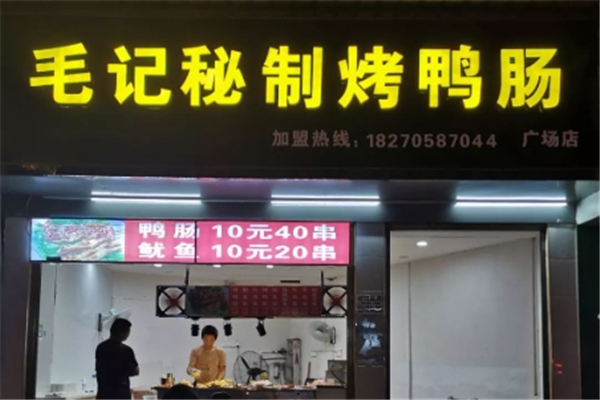 毛记秘制烤鸭肠
加盟热线：18270587044 广场店
鸭肠 10元40串
鱿鱼 10元20串